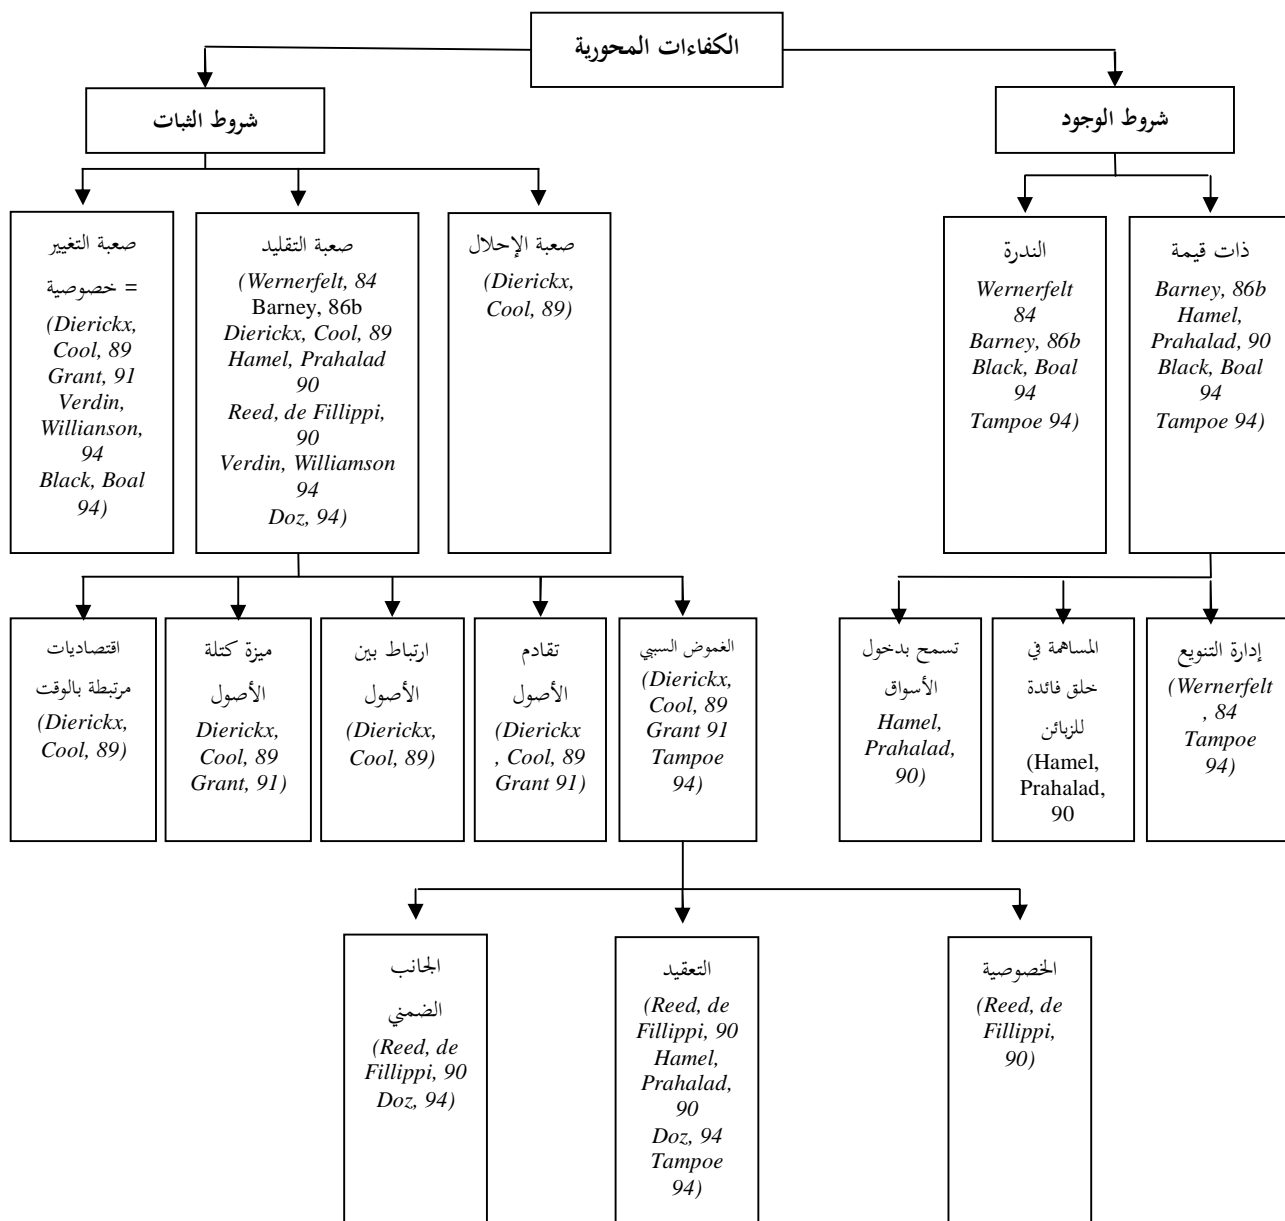 الكفاءات المحورية
شروط الوجود
شروط الثبات
ذات قيمة
Barney, 86b
Hamel,
Prahalad, 90
Black, Boal
94
Tampoe 94)
الندرة
Wernerfelt
84
Barney, 86b
Black, Boal
94
Tampoe 94)
صعبة الإحلال
(Dierickx,
Cool, 89)
صعبة التقليد
(Wernerfelt, 84
Barney, 86b
Dierickx, Cool, 89
Hamel, Prahalad
90
Reed, de Fillippi,
90
Verdin, Williamson
94
Doz, 94)
صعبة التغيير
= خصوصية
(Dierickx,
Cool, 89
Grant, 91
Verdin,
Willianson,
94
Black, Boal
94)
إدارة التنويع
(Wernerfelt
, 84
Tampoe
94)
المساهمة في
خلق فائدة
للزبائن
(Hamel,
Prahalad,
90
تسمح بدخول
الأسواق
Hamel,
Prahalad,
90)
الغموض السببي
(Dierickx,
Cool, 89
Grant 91
Tampoe
94)
تقادم
الأصول
(Dierickx
, Cool, 89
Grant 91)
ارتباط بين
الأصول
(Dierickx,
Cool, 89)
ميزة كتلة
الأصول
Dierickx,
Cool, 89
Grant, 91)
اقتصاديات
مرتبطة بالوقت
(Dierickx,
Cool, 89)
الخصوصية
(Reed, de
Fillippi,
90)
التعقيد
(Reed, de
Fillippi, 90
Hamel,
Prahalad,
90
Doz, 94
Tampoe
94)
الجانب
الضمني
(Reed, de
Fillippi, 90
Doz, 94)